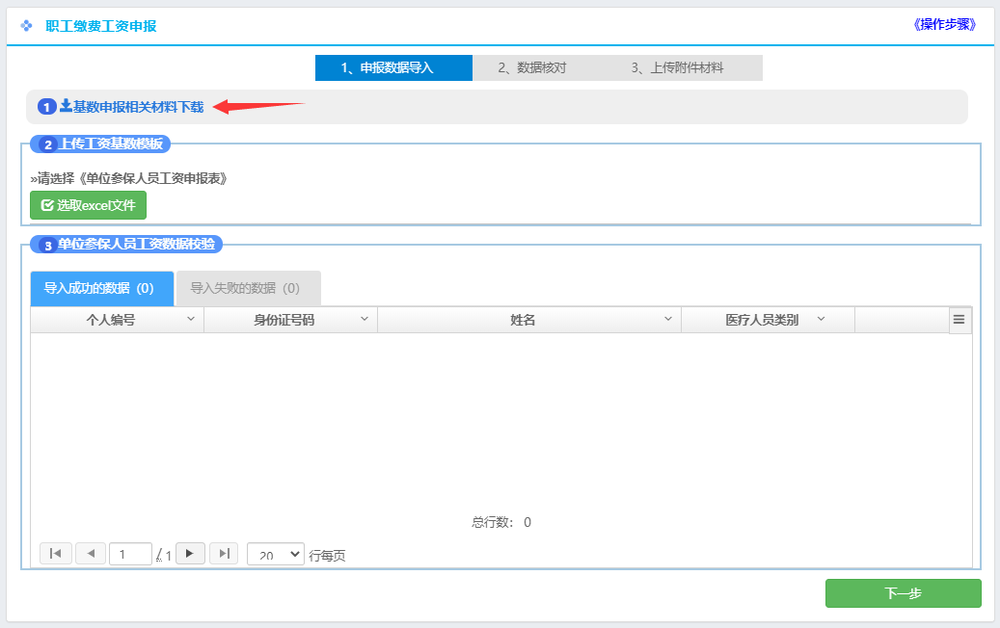 职工缴费工资申报
《操作步骤》
1、申报数据导入 2、数据核对 3、上传附件材料
1 基数申报相关材料下载
2 上传工资基数模板
»请选择《单位参保人员工资申报表》
选取excel文件
3 单位参保人员工资数据校验
导入成功的数据（0） 导入失败的数据（0）
个人编号 身份证号码 姓名 医疗人员类别
总行数： 0
1 / 1 20 行每页
下一步